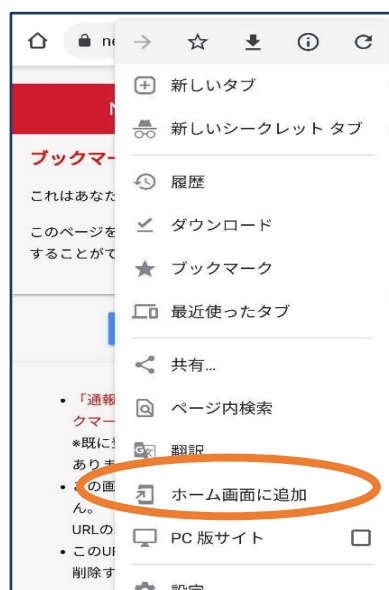 ne
新しいタブ
N
新しいシークレット タブ
ブックマー
これはあなた
履歴
このページを
ダウンロード
することがで
ブックマーク
最近使ったタブ
共有...
・「通報
クマー
ページ内検索
*既に
翻訳
ありま
・この画
ホーム画面に追加
ん。
URLの
PC 版サイト
・このUR
削除す
設定